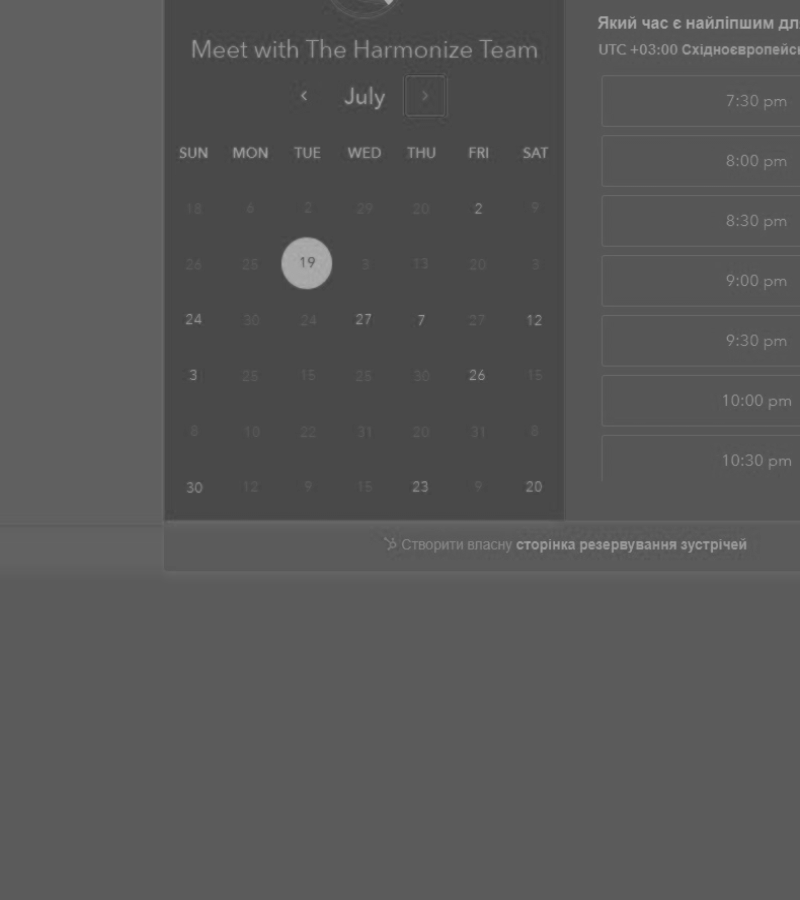 Meet with The Harmonize Team
July
SUN MON TUE WED THU FRI SAT
18 6 2 29 20 2 9
26 25 19 3 13 20 3
24 30 24 27 7 27 12
3 25 15 25 30 26 15
8 10 22 31 20 31 8
30 12 9 15 23 9 20
Який час є найліпшим
UTC +03:00
7:30 pm
8:00 pm
8:30 pm
9:00 pm
9:30 pm
10:00 pm
10:30 pm
Створити власну сторінка резервування зустрічей